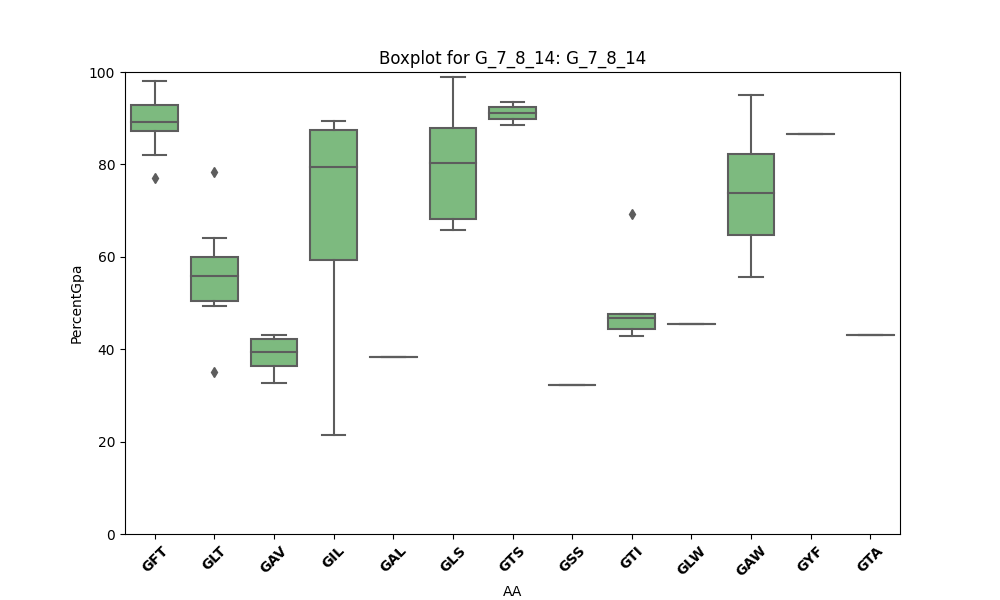 Boxplot for G_7_8_14: G_7_8_14
100
80
60
40
20
0
PercentGpa
GFT GLT GAV GIL GAL GLS GTS GSS GTI GLW GAW GYF GTA
AA